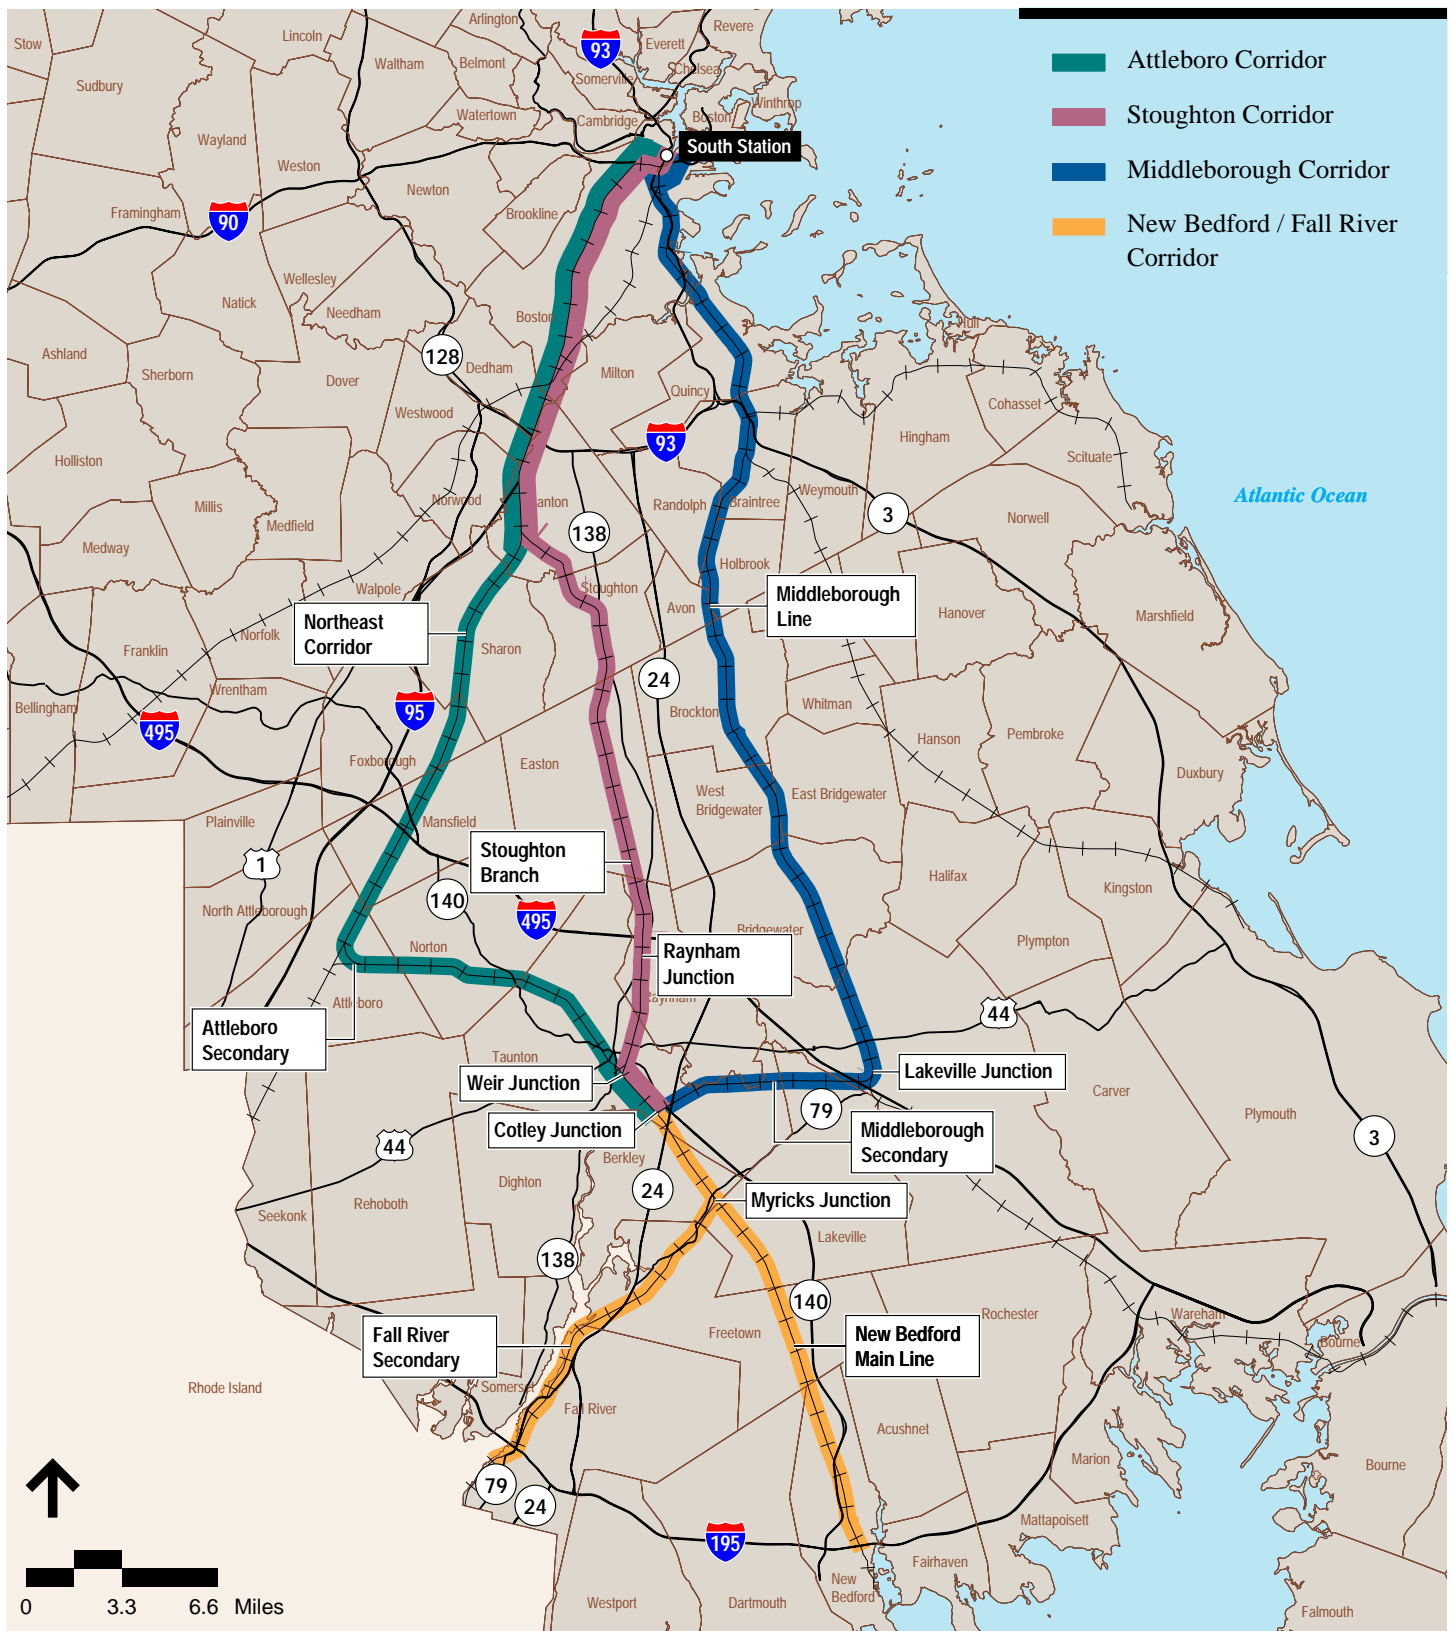 Attleboro Corridor
Stoughton Corridor
Middleborough Corridor
New Bedford / Fall River
Corridor
Stow
Lincoln
Arlington
Revere
Everett
93
Waltham
Belmont
Somerville
Chelsea
Sudbury
Winthrop
Watertown
Cambridge
Boston
Wayland
South Station
Weston
Newton
Framingham
90
Brookline
Wellesley
Natick
Needham
Boston
Hull
Ashland
128
Dedham
Milton
Sherborn
Dover
Quincy
Westwood
Cohasset
93
Hingham
Holliston
Scituate
Atlantic Ocean
Norwood
Canton
Randolph
Braintree
Weymouth
Millis
Medfield
3
Norwell
138
Medway
Holbrook
Walpole
Stoughton
Middleborough
Line
Avon
Hanover
Marshfield
Northeast
Corridor
Norfolk
Franklin
Sharon
24
Wrentham
Bellingham
95
Brockton
Whitman
495
Hanson
Pembroke
Foxborough
Easton
Duxbury
West
Bridgewater
East Bridgewater
Plainville
Mansfield
Stoughton
Branch
1
Halifax
Kingston
140
North Attleborough
495
Bridgewater
Norton
Raynham
Junction
Plympton
Attleboro
Raynham
44
Attleboro
Secondary
Taunton
Weir Junction
Lakeville Junction
Carver
79
Plymouth
Cotley Junction
Middleborough
Secondary
3
44
Berkley
Dighton
24
Myricks Junction
Rehoboth
Seekonk
Lakeville
138
140
Rochester
Wareham
Fall River
Secondary
Freetown
New Bedford
Main Line
Bourne
Rhode Island
Somerset
Fall River
Acushnet
Marion
Bourne
79
24
Mattapoisett
195
Fairhaven
New
Bedford
Westport
Dartmouth
Falmouth
0 3.3 6.6 Miles